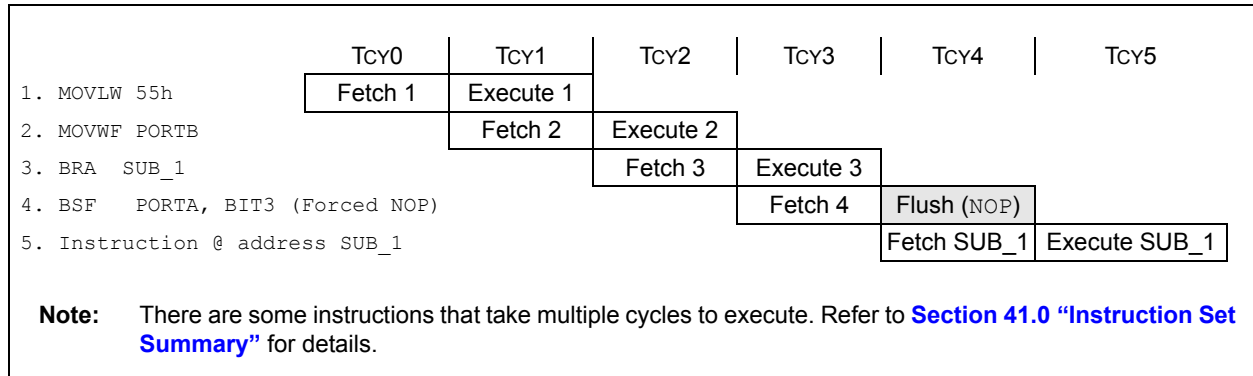 TCY0 TCY1 TCY2 TCY3 TCY4 TCY5
1. MOVLW 55h Fetch 1 Execute 1
2. MOVWF PORTB Fetch 2 Execute 2
3. BRA SUB_1 Fetch 3 Execute 3
4. BSF PORTA, BIT3 (Forced NOP) Fetch 4 Flush (NOP)
5. Instruction @ address SUB_1 Fetch SUB_1 Execute SUB_1
Note: There are some instructions that take multiple cycles to execute. Refer to Section 41.0 “Instruction Set
Summary” for details.